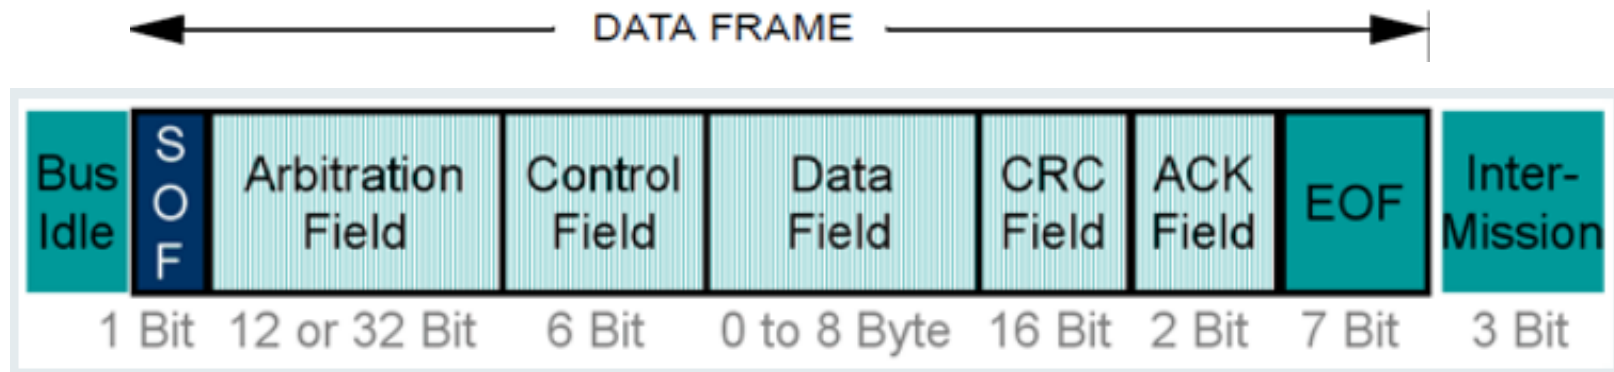 DATA FRAME
Bus Idle
SOF
Arbitration Field
Control Field
Data Field
CRC Field
ACK Field
EOF
Inter-Mission
1 Bit 12 or 32 Bit 6 Bit 0 to 8 Byte 16 Bit 2 Bit 7 Bit 3 Bit